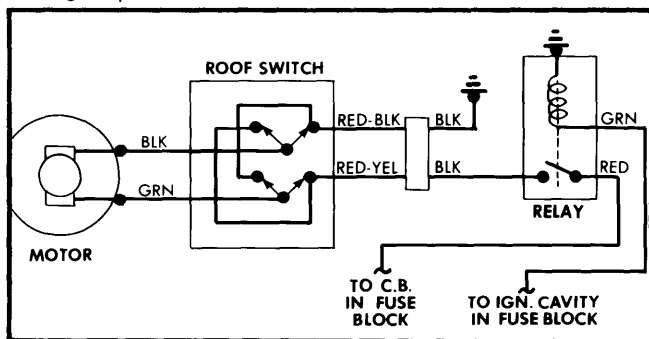 ROOF SWITCH
RED-BLK
BLK
GRN
BLK
RED-YEL
BLK
RED
GRN
RELAY
MOTOR
TO C.B.
IN FUSE
BLOCK
TO IGN. CAVITY
IN FUSE BLOCK